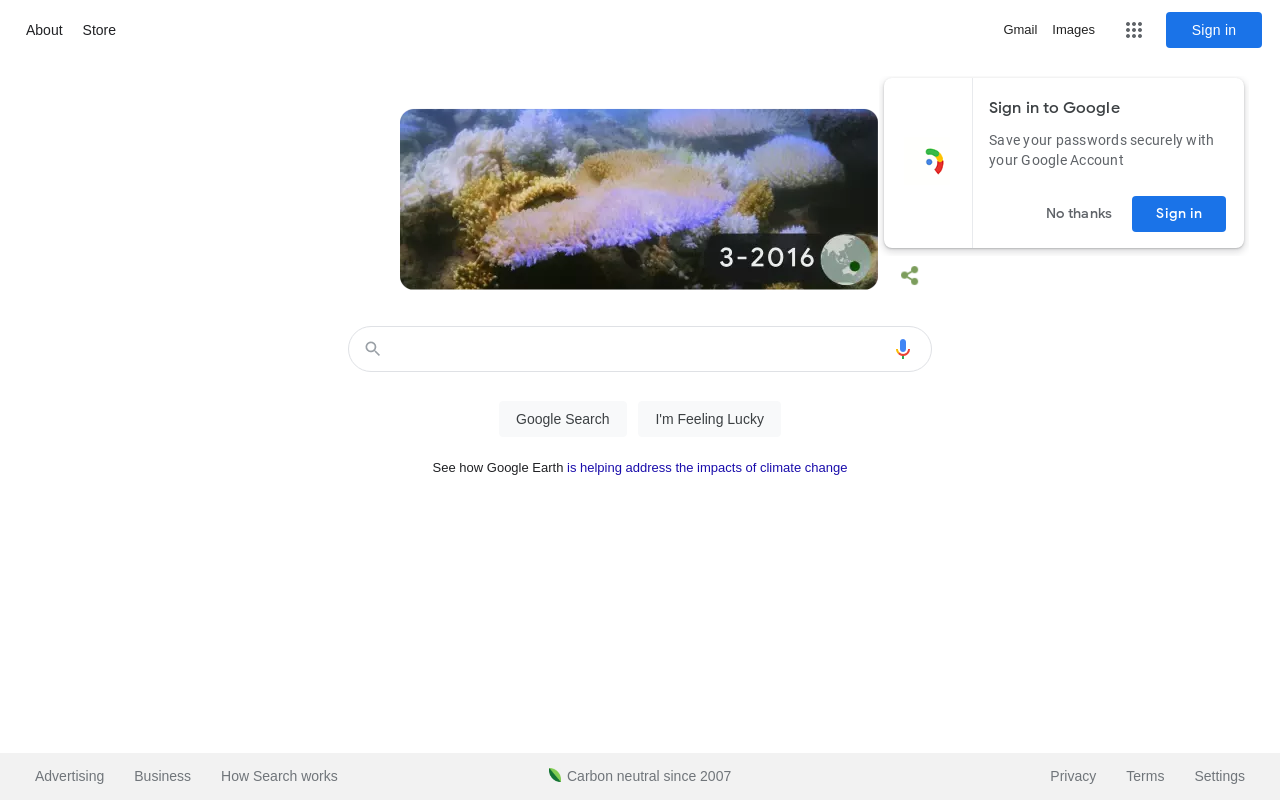 About Store
Gmail Images Sign in
Sign in to Google
Save your passwords securely with
your Google Account
No thanks Sign in
3-2016
Google Search I'm Feeling Lucky
See how Google Earth is helping address the impacts of climate change
Advertising Business How Search works
Carbon neutral since 2007
Privacy Terms Settings